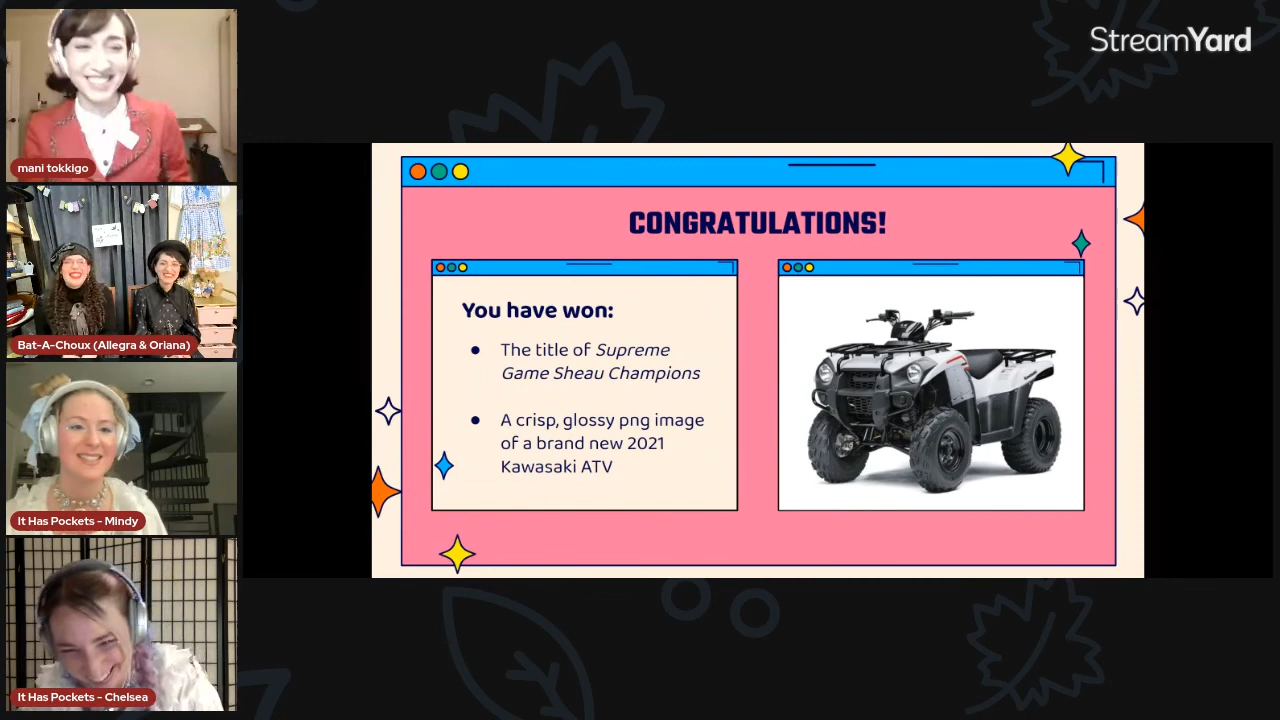 StreamYard
mani tokkigo
Bat-A-Choux (Allegra & Oriana)
It Has Pockets - Mindy
It Has Pockets - Chelsea
CONGRATULATIONS!
You have won:
● The title of Supreme
Game Sheau Champions
● A crisp, glossy png image
of a brand new 2021
Kawasaki ATV